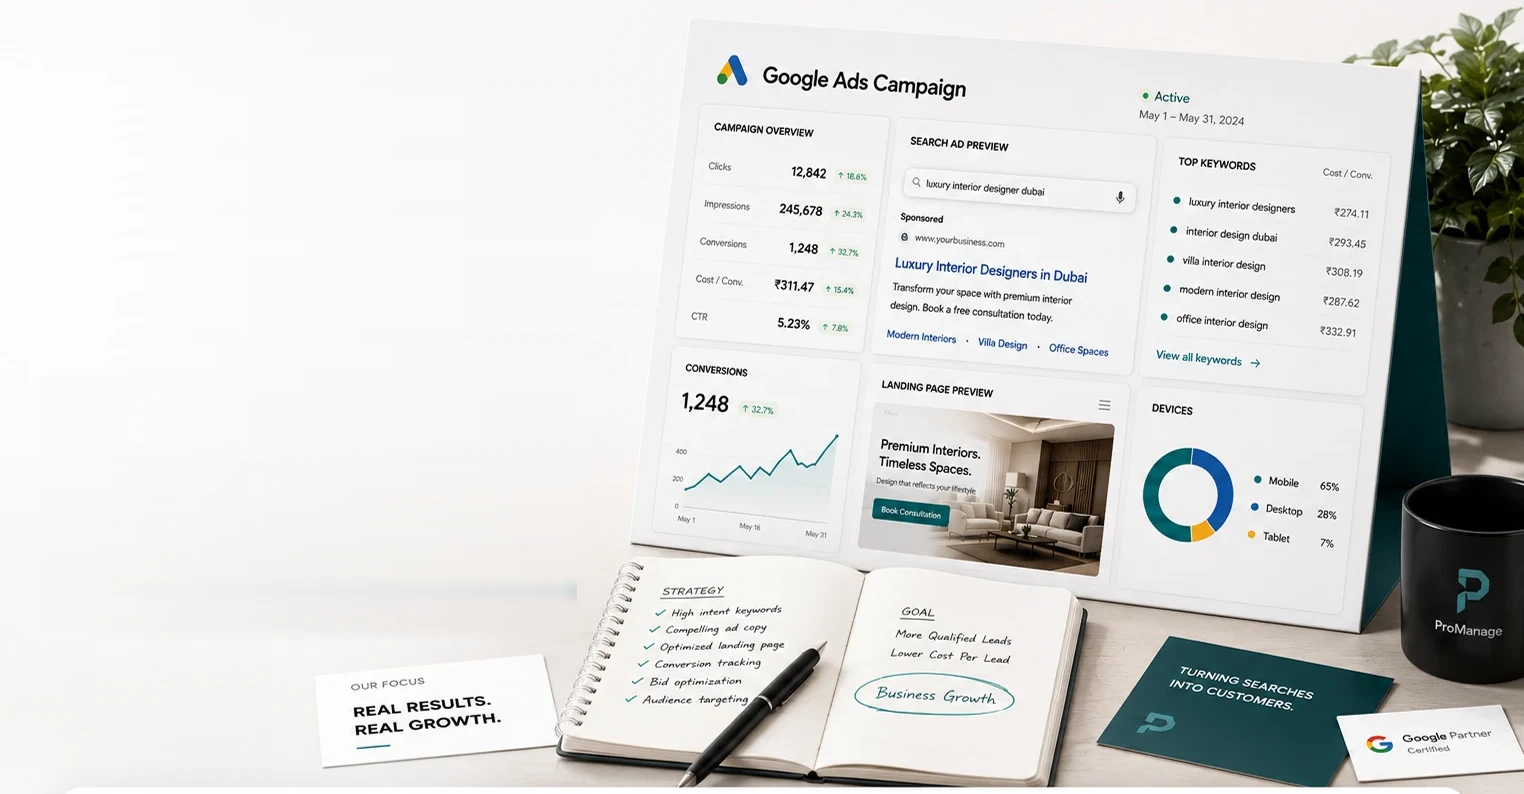 Google Ads Campaign
Active
May 1 – May 31, 2024
CAMPAIGN OVERVIEW
Clicks 12,842 ↑ 18.6%
Impressions 245,678 ↑ 24.3%
Conversions 1,248 ↑ 32.7%
Cost / Conv. ₹311.47 ↑ 15.4%
CTR 5.23% ↑ 7.8%
SEARCH AD PREVIEW
luxury interior designer dubai
Sponsored
www.yourbusiness.com
Luxury Interior Designers in Dubai
Transform your space with premium interior
design. Book a free consultation today.
Modern Interiors · Villa Design · Office Spaces
TOP KEYWORDS Cost / Conv.
luxury interior designers ₹274.11
interior design dubai ₹293.45
villa interior design ₹308.19
modern interior design ₹287.62
office interior design ₹332.91
View all keywords →
CONVERSIONS
1,248 ↑ 32.7%
400
200
0
May 1 May 16 May 31
LANDING PAGE PREVIEW
Premium Interiors.
Timeless Spaces.
Design that reflects your lifestyle
Book Consultation
DEVICES
Mobile 65%
Desktop 28%
Tablet 7%
OUR FOCUS
REAL RESULTS.
REAL GROWTH.
STRATEGY
✓ High intent keywords
✓ Compelling ad copy
✓ Optimized landing page
✓ Conversion tracking
✓ Bid optimization
✓ Audience targeting
GOAL
More Qualified Leads
Lower Cost Per Lead
Business Growth
TURNING SEARCHES
INTO CUSTOMERS.
ProManage
Google Partner
Certified